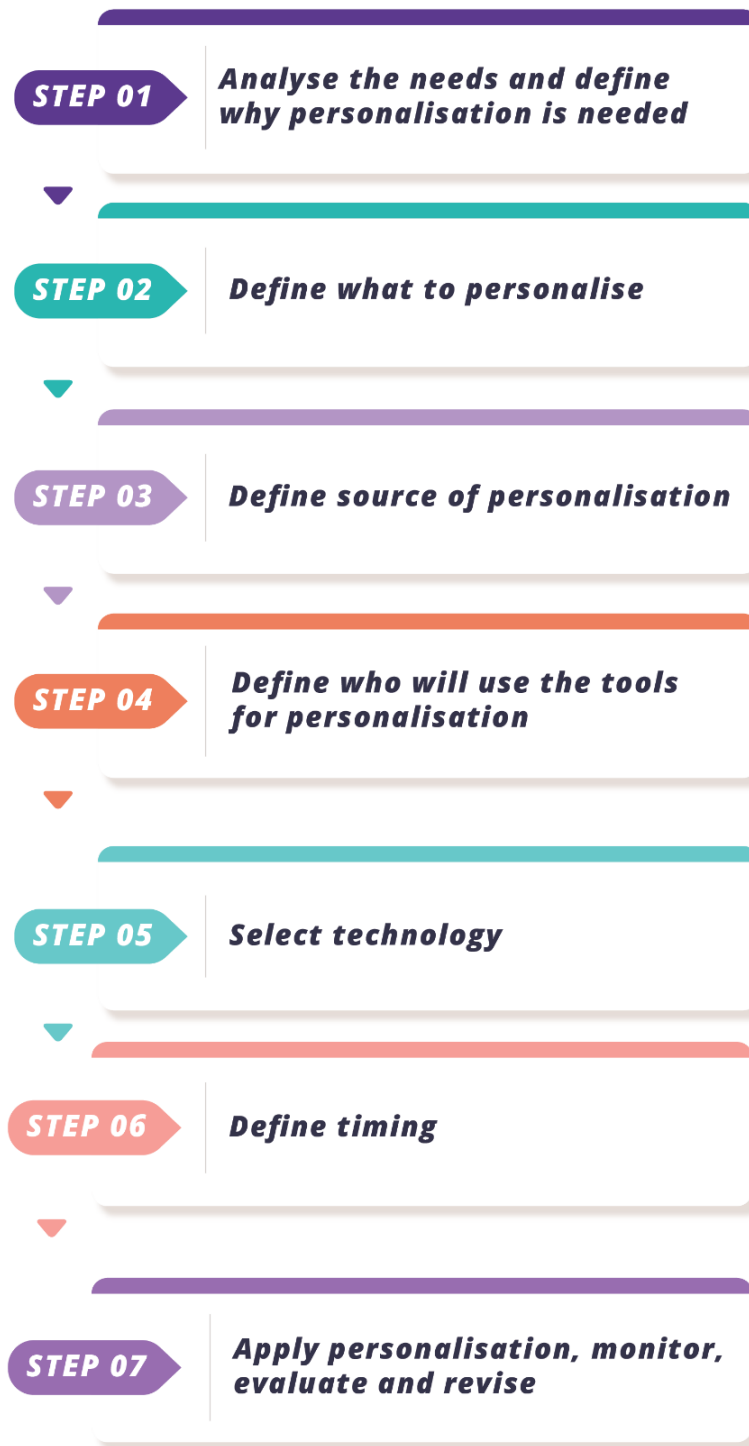 STEP 01
Analyse the needs and define
why personalisation is needed
STEP 02
Define what to personalise
STEP 03
Define source of personalisation
STEP 04
Define who will use the tools
for personalisation
STEP 05
Select technology
STEP 06
Define timing
STEP 07
Apply personalisation, monitor,
evaluate and revise